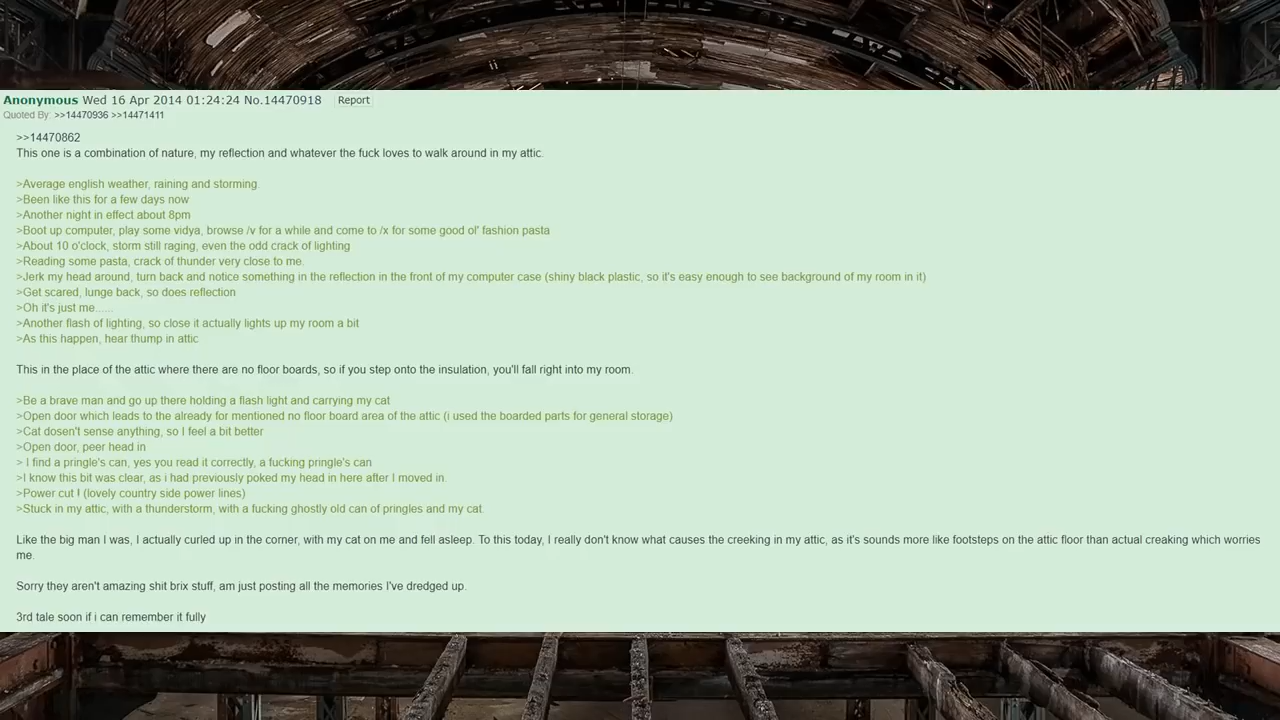 Anonymous Wed 16 Apr 2014 01:24:24 No.14470918 Report
Quoted By: >>14470936 >>14471411
>>14470862
This one is a combination of nature, my reflection and whatever the fuck loves to walk around in my attic.
>Average english weather, raining and storming.
>Been like this for a few days now
>Another night in effect about 8pm
>Boot up computer, play some vidya, browse /v for a while and come to /x for some good ol' fashion pasta
>About 10 o'clock, storm still raging, even the odd crack of lighting
>Reading some pasta, crack of thunder very close to me.
>Jerk my head around, turn back and notice something in the reflection in the front of my computer case (shiny black plastic, so it's easy enough to see background of my room in it)
>Get scared, lunge back, so does reflection
>Oh it's just me......
>Another flash of lighting, so close it actually lights up my room a bit
>As this happen, hear thump in attic
This in the place of the attic where there are no floor boards, so if you step onto the insulation, you'll fall right into my room.
>Be a brave man and go up there holding a flash light and carrying my cat
>Open door which leads to the already for mentioned no floor board area of the attic (i used the boarded parts for general storage)
>Cat dosen't sense anything, so I feel a bit better
>Open door, peer head in
> I find a pringle's can, yes you read it correctly, a fucking pringle's can
>I know this bit was clear, as i had previously poked my head in here after I moved in.
>Power cut ! (lovely country side power lines)
>Stuck in my attic, with a thunderstorm, with a fucking ghostly old can of pringles and my cat.
Like the big man I was, I actually curled up in the corner, with my cat on me and fell asleep. To this today, I really don't know what causes the creeking in my attic, as it's sounds more like footsteps on the attic floor than actual creaking which worries
me.
Sorry they aren't amazing shit brix stuff, am just posting all the memories I've dredged up.
3rd tale soon if i can remember it fully